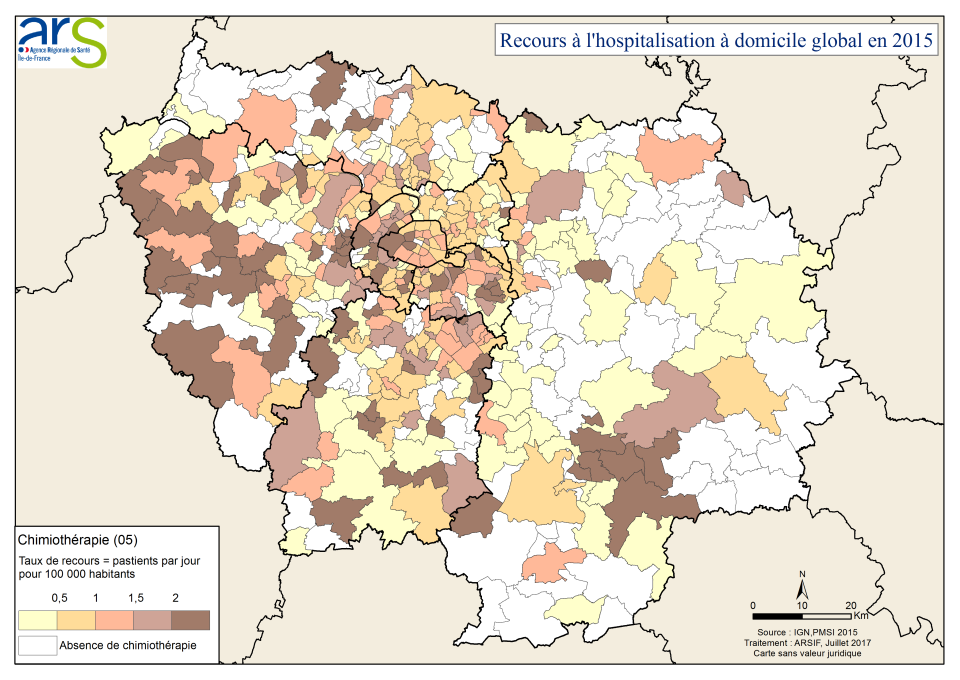 ars
Agence Régionale de Santé
Île-de-France
Recours à l'hospitalisation à domicile global en 2015
Chimiothérapie (05)
Taux de recours = pastients par jour
pour 100 000 habitants
0,5 1 1,5 2
Absence de chimiothérapie
N
0 10 20
Km
Source : IGN,PMSI 2015
Traitement : ARSIF, Juillet 2017
Carte sans valeur juridique